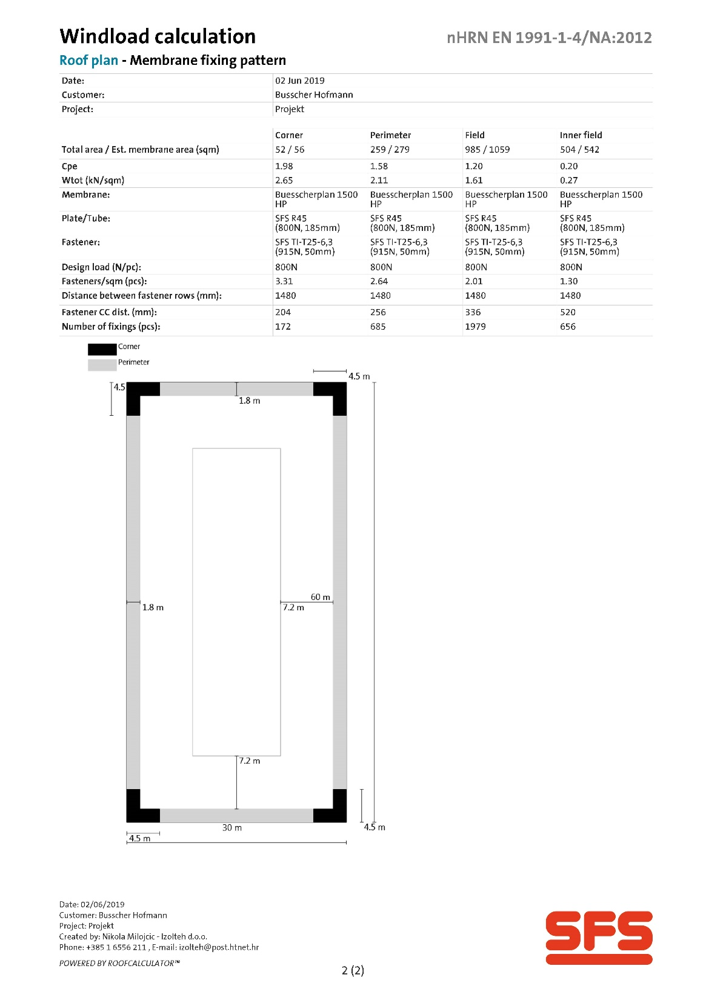 Windload calculation
nHRN EN 1991-1-4/NA:2012
Roof plan - Membrane fixing pattern
Date: 02 Jun 2019
Customer: Busscher Hofmann
Project: Projekt
Corner Perimeter Field Inner field
Total area / Est. membrane area (sqm) 52 / 56 259 / 279 985 / 1059 504 / 542
Cpe 1.98 1.58 1.20 0.20
Wtot (kN/sqm) 2.65 2.11 1.61 0.27
Membrane: Buesscherplan 1500 Buesscherplan 1500 Buesscherplan 1500 Buesscherplan 1500
HP HP HP HP
Plate/Tube: SFS R45 SFS R45 SFS R45 SFS R45
(800N, 185mm) (800N, 185mm) (800N, 185mm) (800N, 185mm)
Fastener: SFS TI-T25-6,3 SFS TI-T25-6,3 SFS TI-T25-6,3 SFS TI-T25-6,3
(915N, 50mm) (915N, 50mm) (915N, 50mm) (915N, 50mm)
Design load (N/pc): 800N 800N 800N 800N
Fasteners/sqm (pcs): 3.31 2.64 2.01 1.30
Distance between fastener rows (mm): 1480 1480 1480 1480
Fastener CC dist. (mm): 204 256 336 520
Number of fixings (pcs): 172 685 1979 656
Corner
Perimeter
4.5 m
4.5
1.8 m
60 m
1.8 m
7.2 m
7.2 m
30 m
4.5 m
4.5 m
Date: 02/06/2019
Customer: Busscher Hofmann
Project: Projekt
Created by: Nikola Milojcic - Izolteh d.o.o.
Phone: +385 1 6556 211 , E-mail: izolteh@post.htnet.hr
POWERED BY ROOFCALCULATOR™
2 (2)
SFS